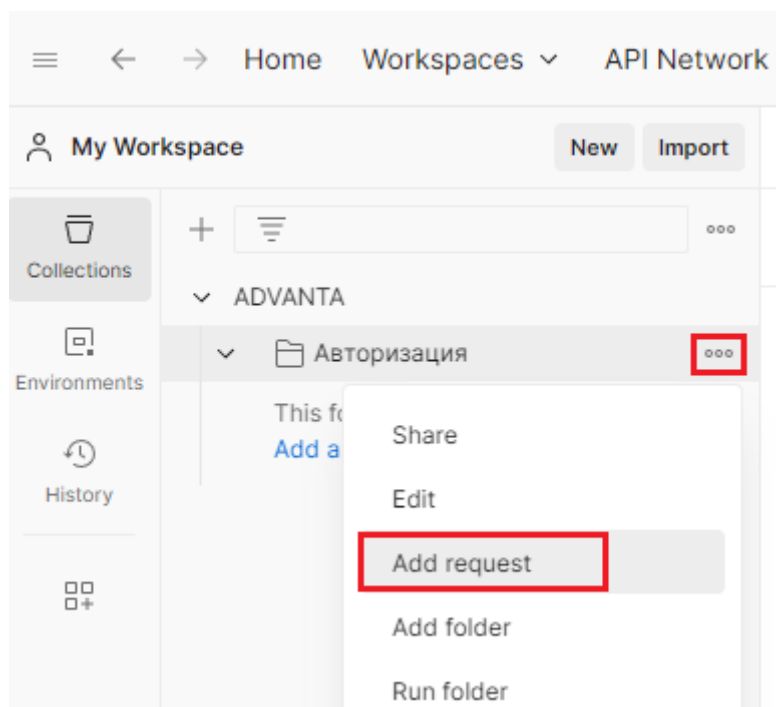 Home Workspaces API Network
My Workspace New Import
Collections
ADVANTA
Авторизация
Environments
This fo
Add a
Share
History
Edit
Add request
Add folder
Run folder